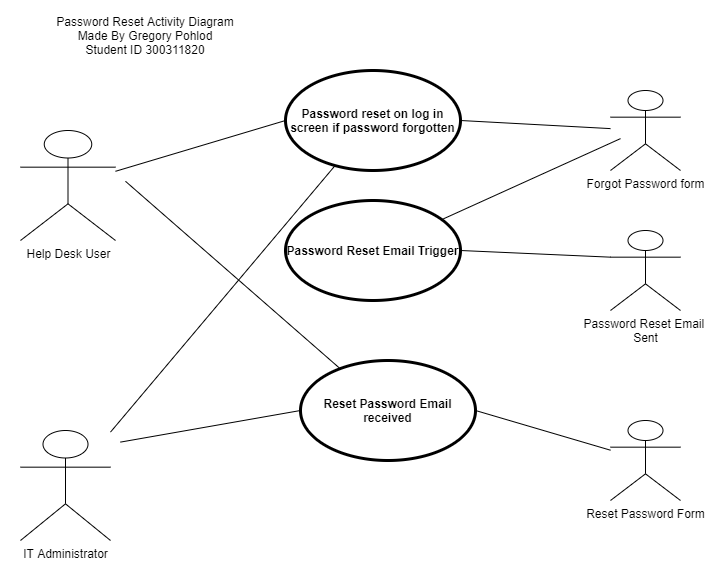 Password Reset Activity Diagram
Made By Gregory Pohlod
Student ID 300311820
Password reset on log in
screen if password forgotten
Forgot Password form
Help Desk User
Password Reset Email Trigger
Password Reset Email
Sent
Reset Password Email
received
Reset Password Form
IT Administrator